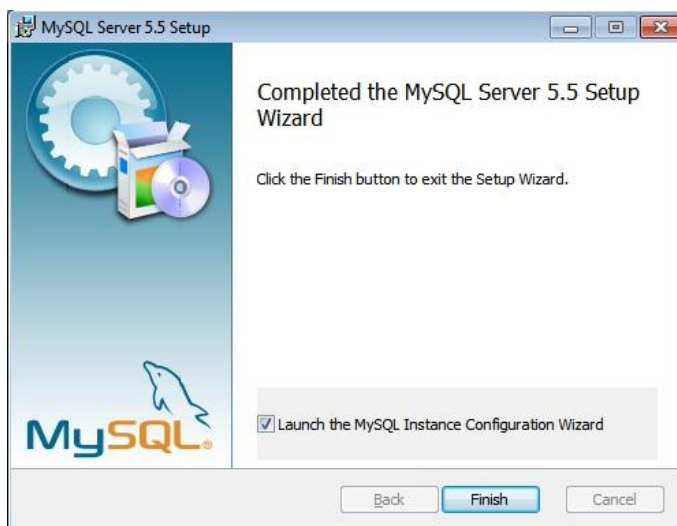 MySQL Server 5.5 Setup
Completed the MySQL Server 5.5 Setup
Wizard
Click the Finish button to exit the Setup Wizard.
MySQL®
Launch the MySQL Instance Configuration Wizard
Back
Finish
Cancel